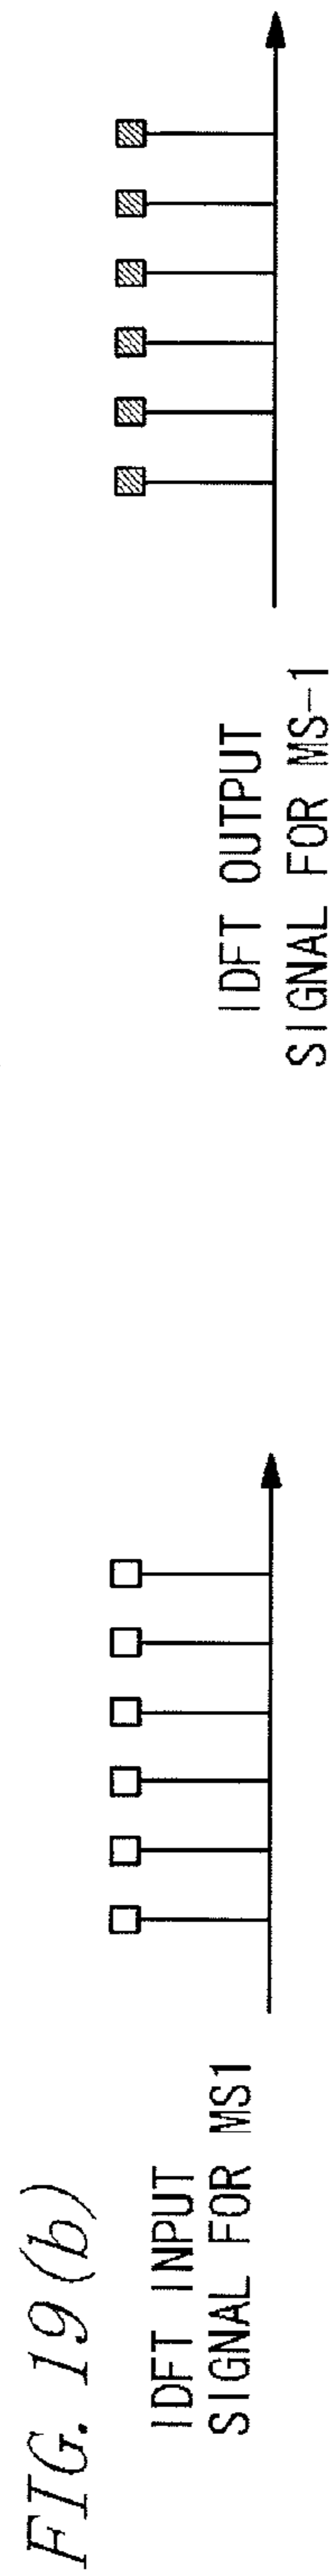 FIG. 19(b)
IDFT INPUT
SIGNAL FOR MS1
IDFT OUTPUT
SIGNAL FOR MS-1